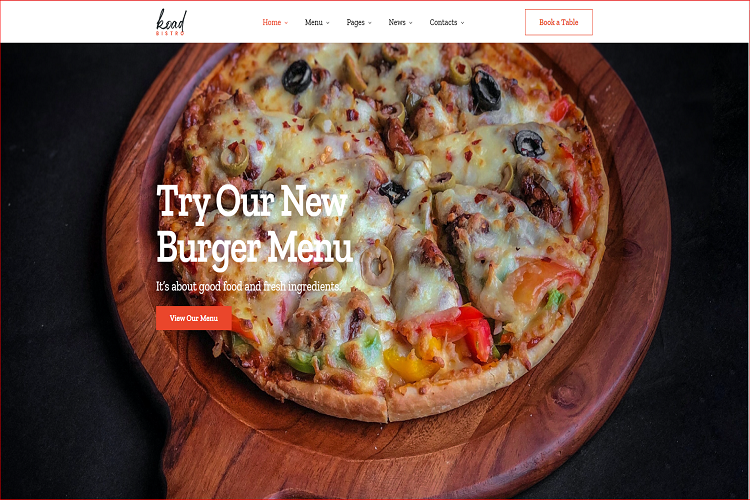 koad
BISTRO
Home
Menu
Pages
News
Contacts
Book a Table
Try Our New
Burger Menu
It's about good food and fresh ingredients.
View Our Menu